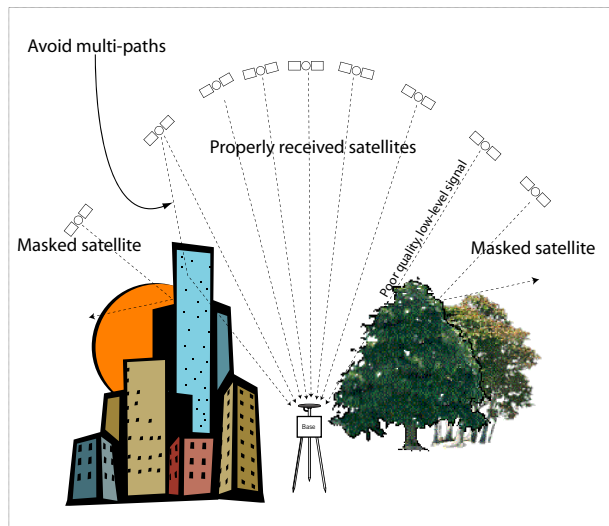 Avoid multi-paths
Properly received satellites
Poor quality, low-level signal
Masked satellite
Masked satellite
Base